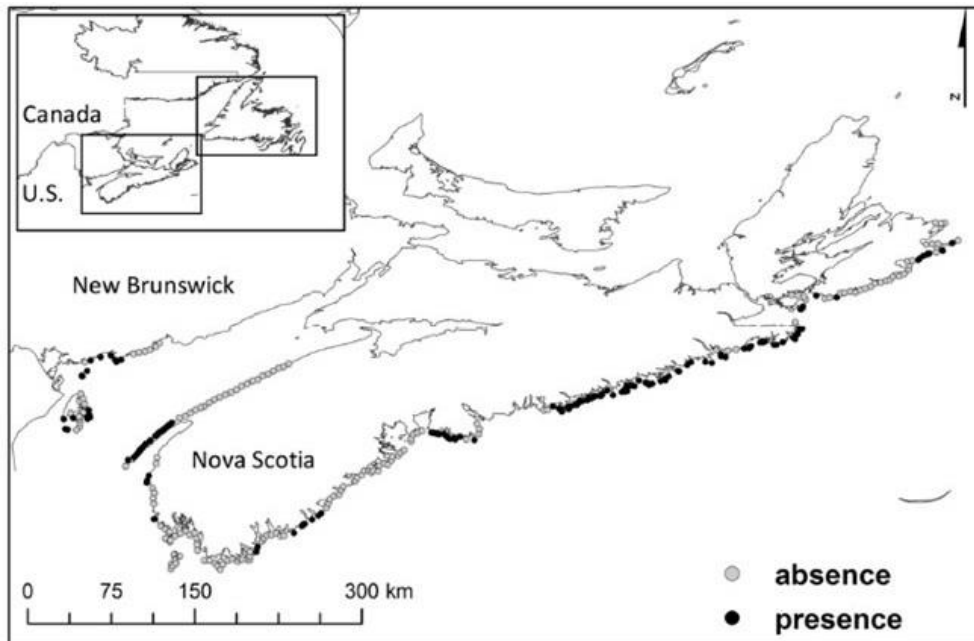 Canada
U.S.
N
New Brunswick
Nova Scotia
absence
presence
0 75 150 300 km